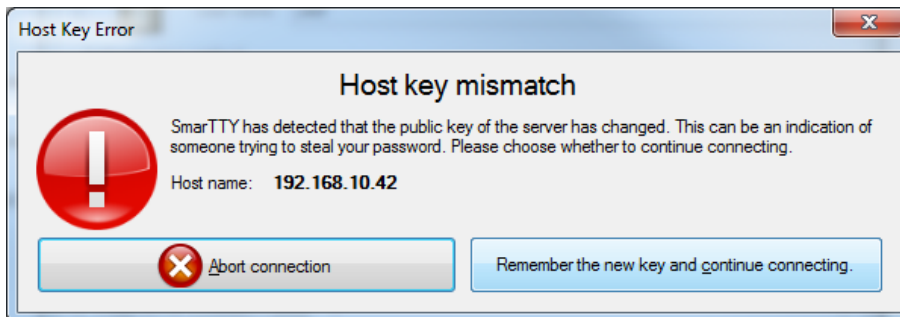 Host Key Error
Host key mismatch
SmarTTY has detected that the public key of the server has changed. This can be an indication of
someone trying to steal your password. Please choose whether to continue connecting.
Host name: 192.168.10.42
Abort connection
Remember the new key and continue connecting.